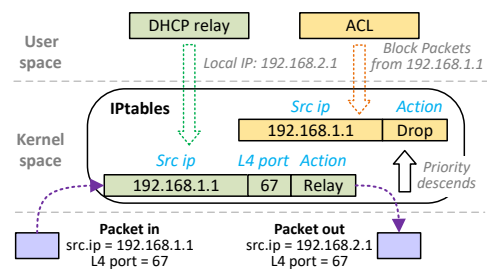 DHCP relay
ACL
User
space
Local IP: 192.168.2.1
Block Packets
from 192.168.1.1
IPtables
Src ip
Action
192.168.1.1
Drop
Kernel
space
Src ip
L4 port
Action
192.168.1.1
67
Relay
Priority
descends
Packet in
src.ip = 192.168.1.1
L4 port = 67
Packet out
src.ip = 192.168.2.1
L4 port = 67